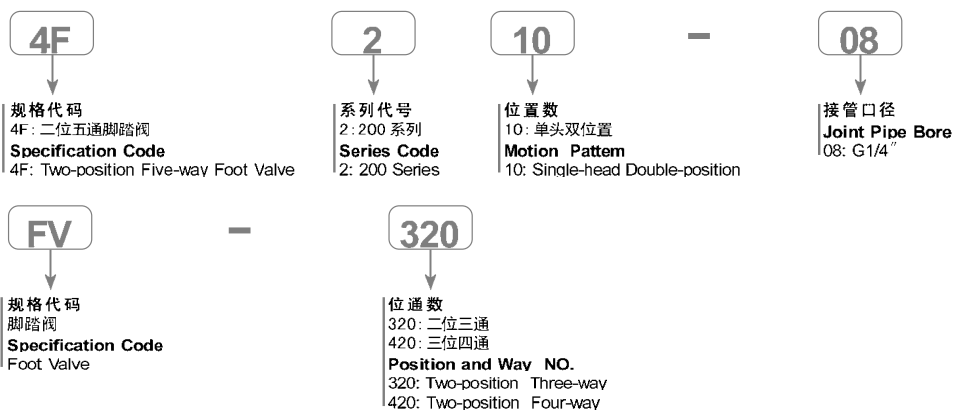 4F 2 10 - 08
规格代码
4F: 二位五通脚踏阀
Specification Code
4F: Two-position Five-way Foot Valve
系列代号
2: 200 系列
Series Code
2: 200 Series
位置数
10: 单头双位置
Motion Pattem
10: Single-head Double-position
接管口径
Joint Pipe Bore
08: G1/4″
FV - 320
规格代码
脚踏阀
Specification Code
Foot Valve
位通数
320: 二位三通
420: 三位四通
Position and Way NO.
320: Two-position Three-way
420: Two-position Four-way